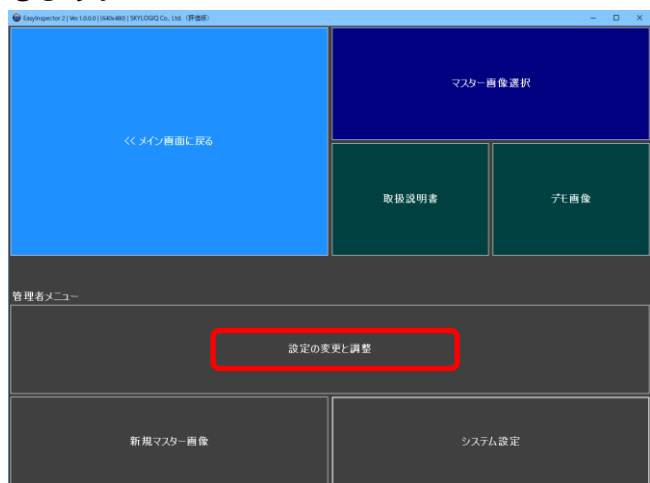 EasyInspector 2 | Ver.1.0.0.0 | (640×480) | SKYLOGIQ Co., Ltd. (評価版)
マスター画像選択
<< メイン画面に戻る
取扱説明書
デモ画像
管理者メニュー
設定の変更と調整
新規マスター画像
システム設定